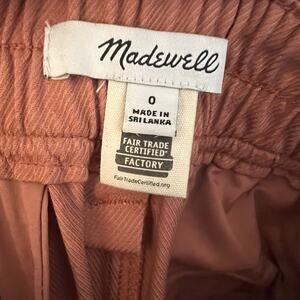 Madewell
0
MADE IN
SRI LANKA
FAIR TRADE
CERTIFIED
FACTORY
FairTradeCertified.org